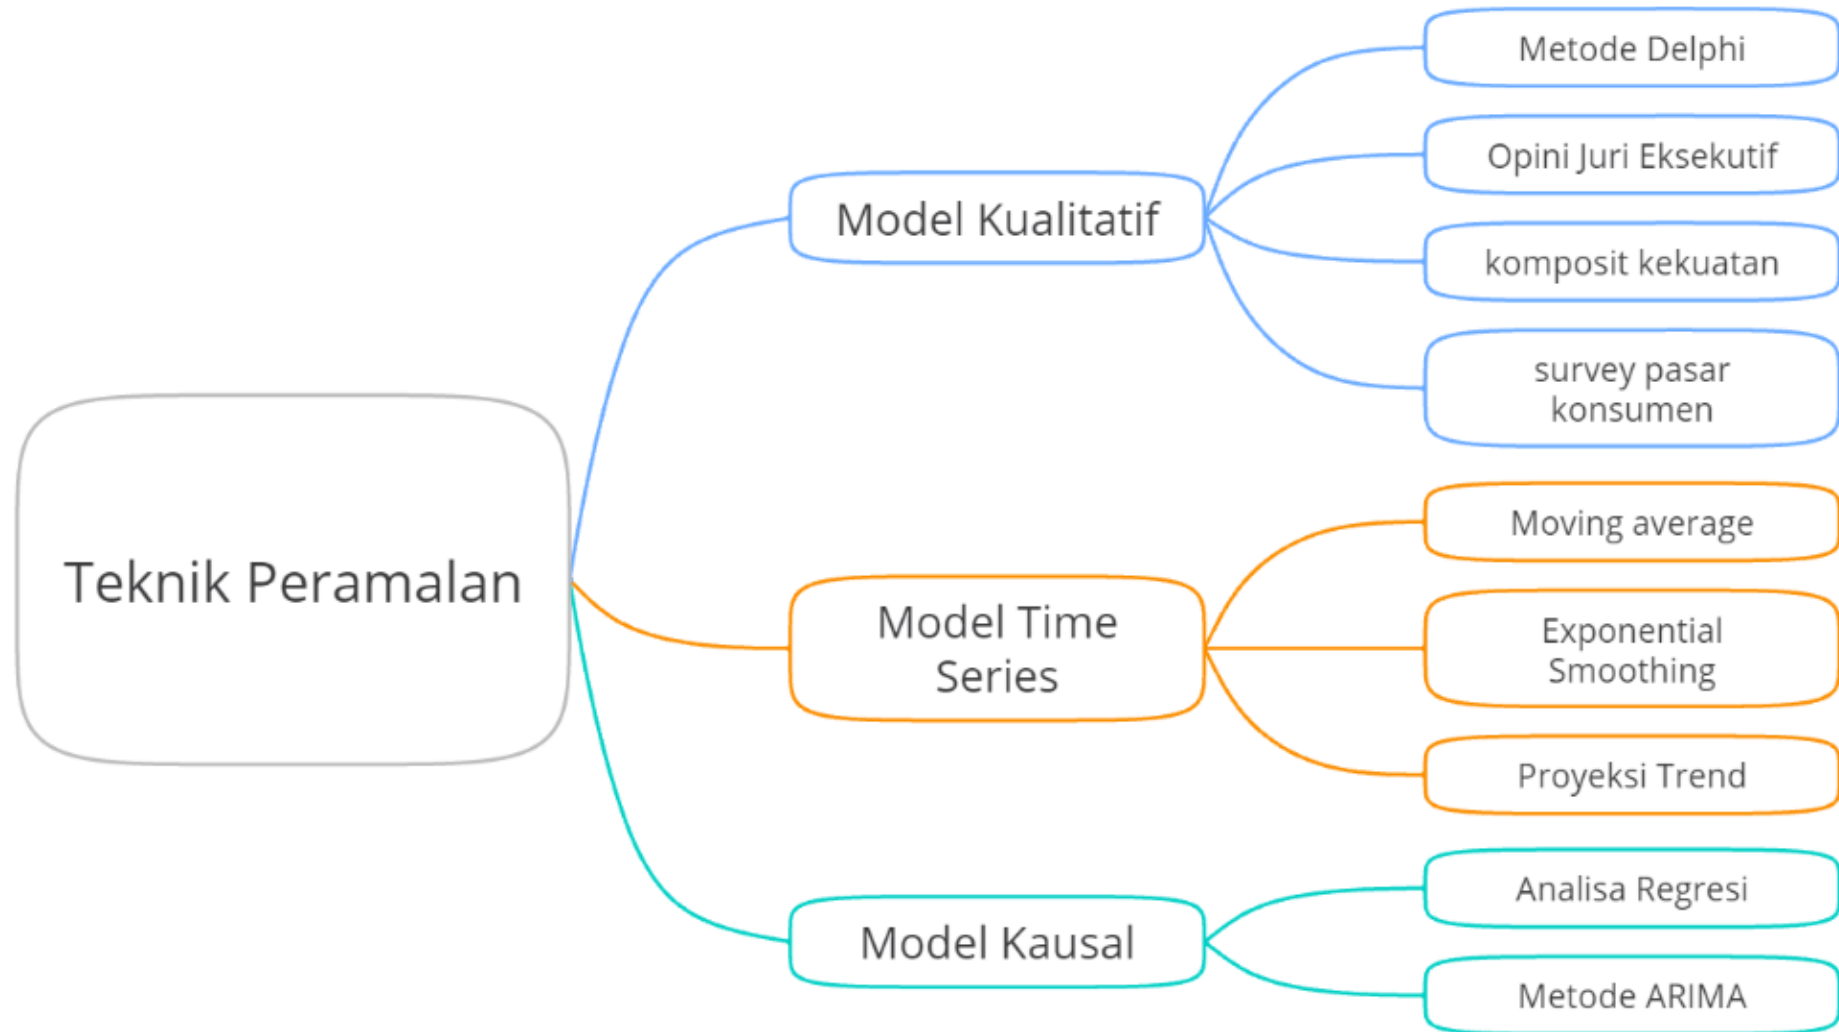 Teknik Peramalan
Model Kualitatif
Metode Delphi
Opini Juri Eksekutif
komposit kekuatan
survey pasar
konsumen
Model Time
Series
Moving average
Exponential
Smoothing
Proyeksi Trend
Model Kausal
Analisa Regresi
Metode ARIMA